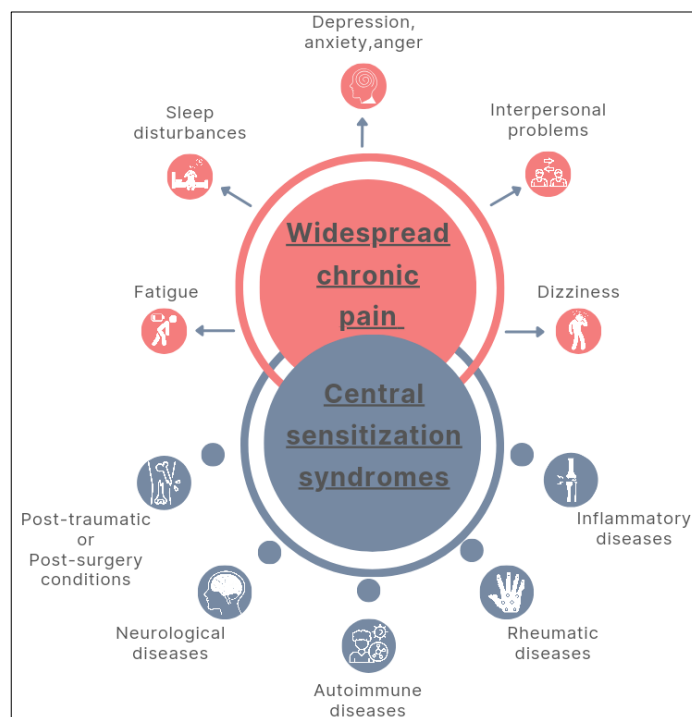 Depression,
anxiety,anger
Sleep
disturbances
Interpersonal
problems
Widespread
chronic
pain
Fatigue
Dizziness
Central
sensitization
syndromes
Post-traumatic
or
Post-surgery
conditions
Inflammatory
diseases
Neurological
diseases
Rheumatic
diseases
Autoimmune
diseases